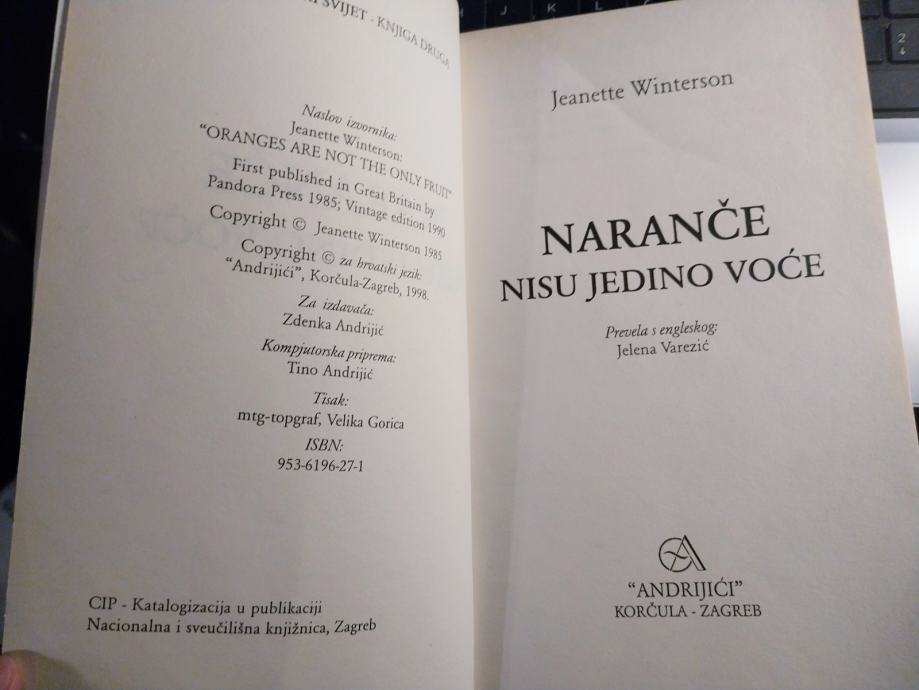 SVIJET - KNJIGA DRUGA
Naslov izvornika:
Jeanette Winterson:
"ORANGES ARE NOT THE ONLY FRUIT"
First published in Great Britain by
Pandora Press 1985; Vintage edition 1990
Copyright © Jeanette Winterson 1985
Copyright © za hrvatski jezik:
"Andrijići", Korčula-Zagreb, 1998.
Za izdavača:
Zdenka Andrijić
Kompjutorska priprema:
Tino Andrijić
Tisak:
mtg-topgraf, Velika Gorica
ISBN:
953-6196-27-1
CIP - Katalogizacija u publikaciji
Nacionalna i sveučilišna knjižnica, Zagreb
Jeanette Winterson
NARANČE
NISU JEDINO VOĆE
Prevela s engleskog:
Jelena Varezić
"ANDRIJIĆI"
KORČULA - ZAGREB
H J K L
2